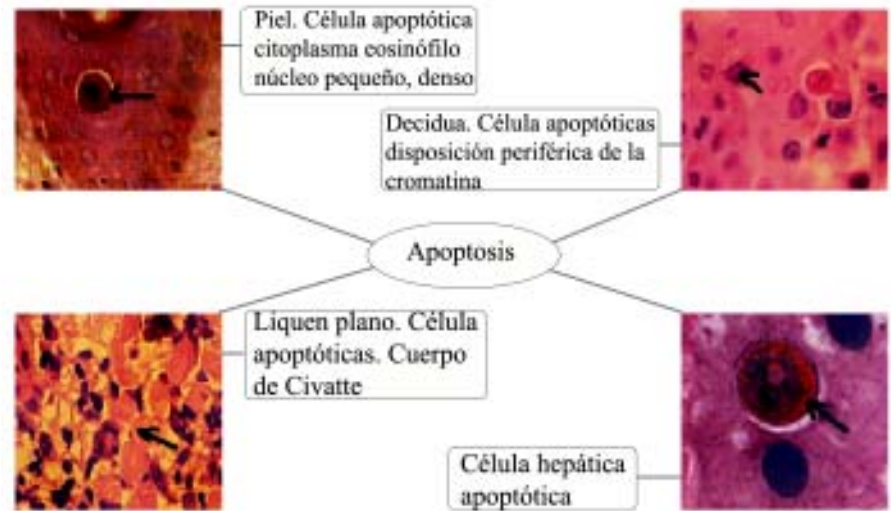 Piel. Célula apoptótica
citoplasma eosinófilo
núcleo pequeño, denso
Decidua. Célula apoptóticas
disposición periférica de la
cromatina
Apoptosis
Liquen plano. Célula
apoptóticas. Cuerpo
de Civatte
Célula hepática
apoptótica